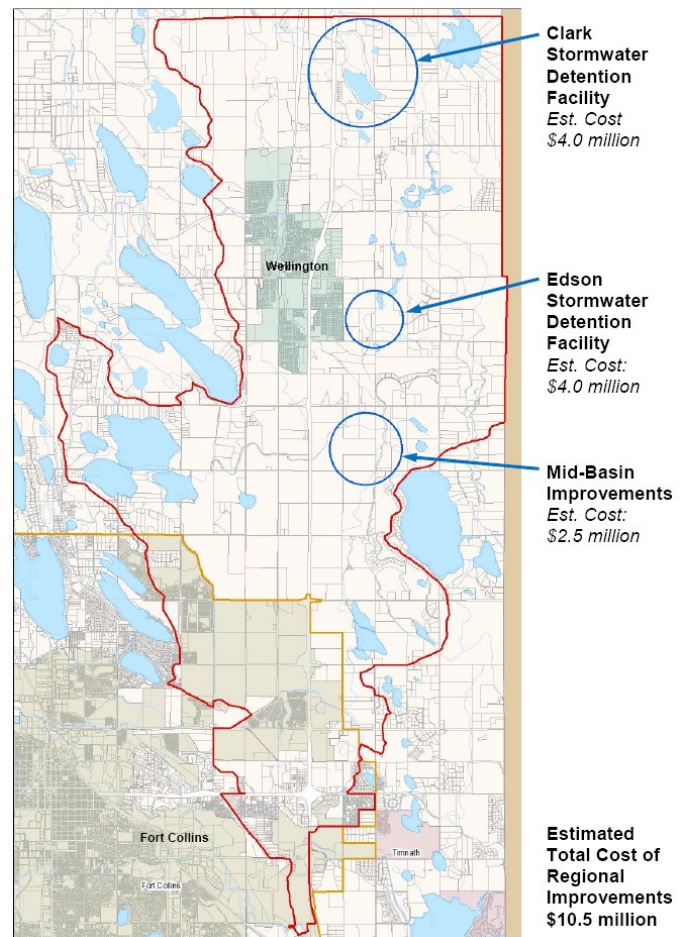 Clark
Stormwater
Detention
Facility
Est. Cost
$4.0 million
Wellington
Edson
Stormwater
Detention
Facility
Est. Cost:
$4.0 million
Mid-Basin
Improvements
Est. Cost:
$2.5 million
Fort Collins
Timnath
Fort Collins
Estimated
Total Cost of
Regional
Improvements
$10.5 million